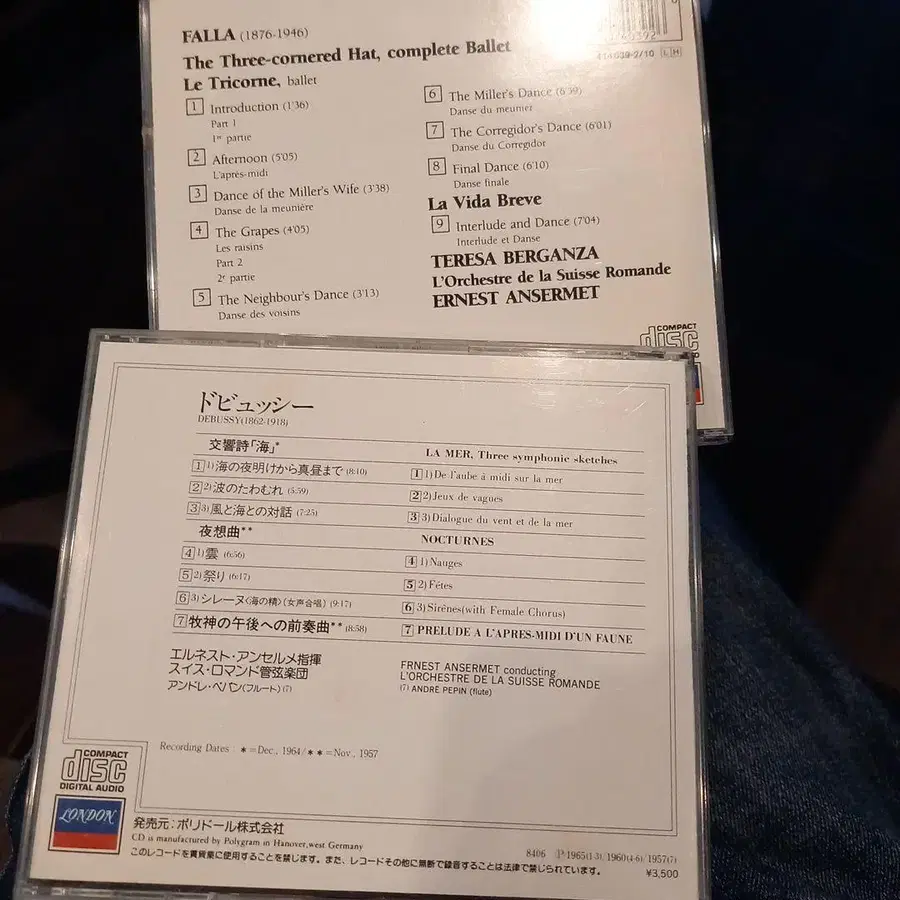 FALLA (1876-1946)
The Three-cornered Hat, complete Ballet
Le Tricorne, ballet
1 Introduction (1'36)
Part 1
1re partie
2 Afternoon (5'05)
L'après-midi
3 Dance of the Miller's Wife (3'38)
Danse de la meunière
4 The Grapes (4'05)
Les raisins
Part 2
2e partie
5 The Neighbour's Dance (3'13)
Danse des voisins
6 The Miller's Dance (6'39)
Danse du meunier
7 The Corregidor's Dance (6'01)
Danse du Corregidor
8 Final Dance (6'10)
Danse finale
La Vida Breve
9 Interlude and Dance (7'04)
Interlude et Danse
TERESA BERGANZA
L'Orchestre de la Suisse Romande
ERNEST ANSERMET
414 039-2/10 LH
COMPACT
disc
ドビュッシー
DEBUSSY(1862-1918)
交響詩「海」*
1 1)海の夜明けから真昼まで (8:10)
2 2)波のたわむれ (5:59)
3 3)風と海との対話 (7:25)
夜想曲**
4 1)雲 (6:56)
5 2)祭り (6:17)
6 3)シレーヌ〈海の精〉(女声合唱) (9:17)
7 牧神の午後への前奏曲** (8:58)
エルネスト・アンセルメ指揮
スイス・ロマンド管弦楽団
アンドレ・ペパン(フルート) (7)
LA MER, Three symphonic sketches
1 1)De l'aube à midi sur la mer
2 2)Jeux de vagues
3 3)Dialogue du vent et de la mer
NOCTURNES
4 1)Nauges
5 2)Fétes
6 3)Sirénes(with Female Chorus)
7 PRELUDE A L'APRES-MIDI D'UN FAUNE
FRNEST ANSERMET conducting
L'ORCHESTRE DE LA SUISSE ROMANDE
(7) ANDRÉ PEPIN (flute)
Recording Dates : *=Dec., 1964/**=Nov., 1957
COMPACT
disc
DIGITAL AUDIO
LONDON
発売元:ポリドール株式会社
CD is manufactured by Polygram in Hanover,west Germany
このレコードを賃貸業に使用することを禁じます。また、レコードその他に無断で録音することは法律で禁じられています。
8406 Ⓟ1965(1-3), 1960(4-6)/1957(7)
¥3,500